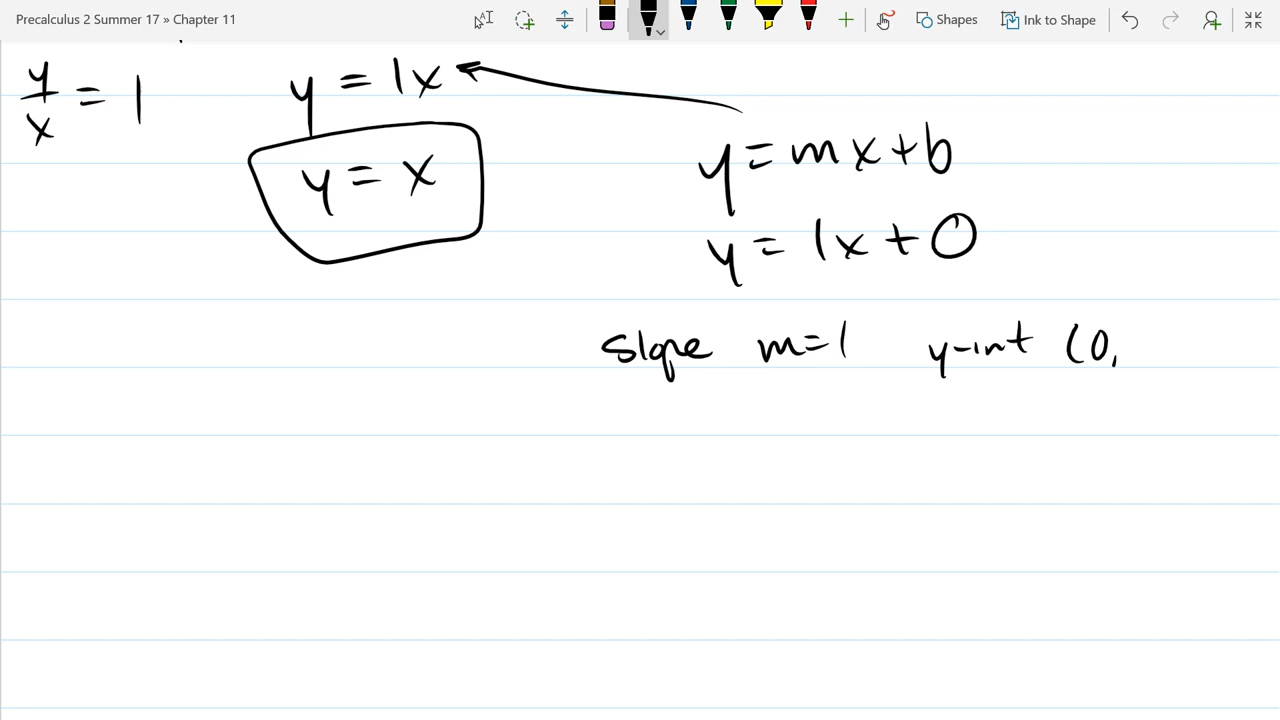 Precalculus 2 Summer 17 » Chapter 11
Shapes
Ink to Shape
y/x = 1
y = 1x
y = x
y = mx + b
y = 1x + 0
Slope m = 1 y-int (0,